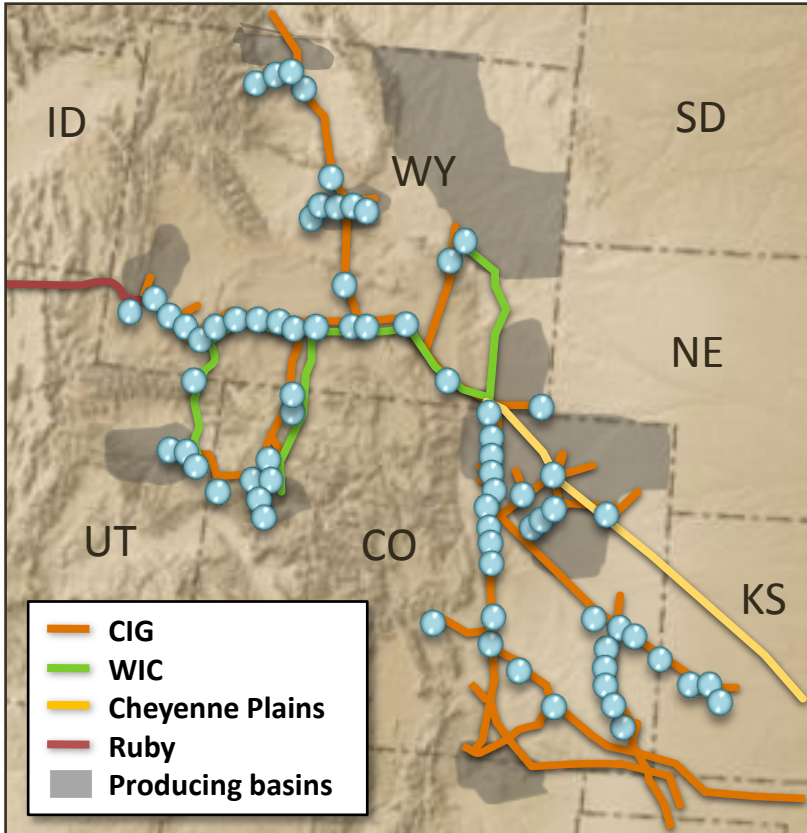 ID
SD
WY
NE
UT
CO
KS
CIG
WIC
Cheyenne Plains
Ruby
Producing basins